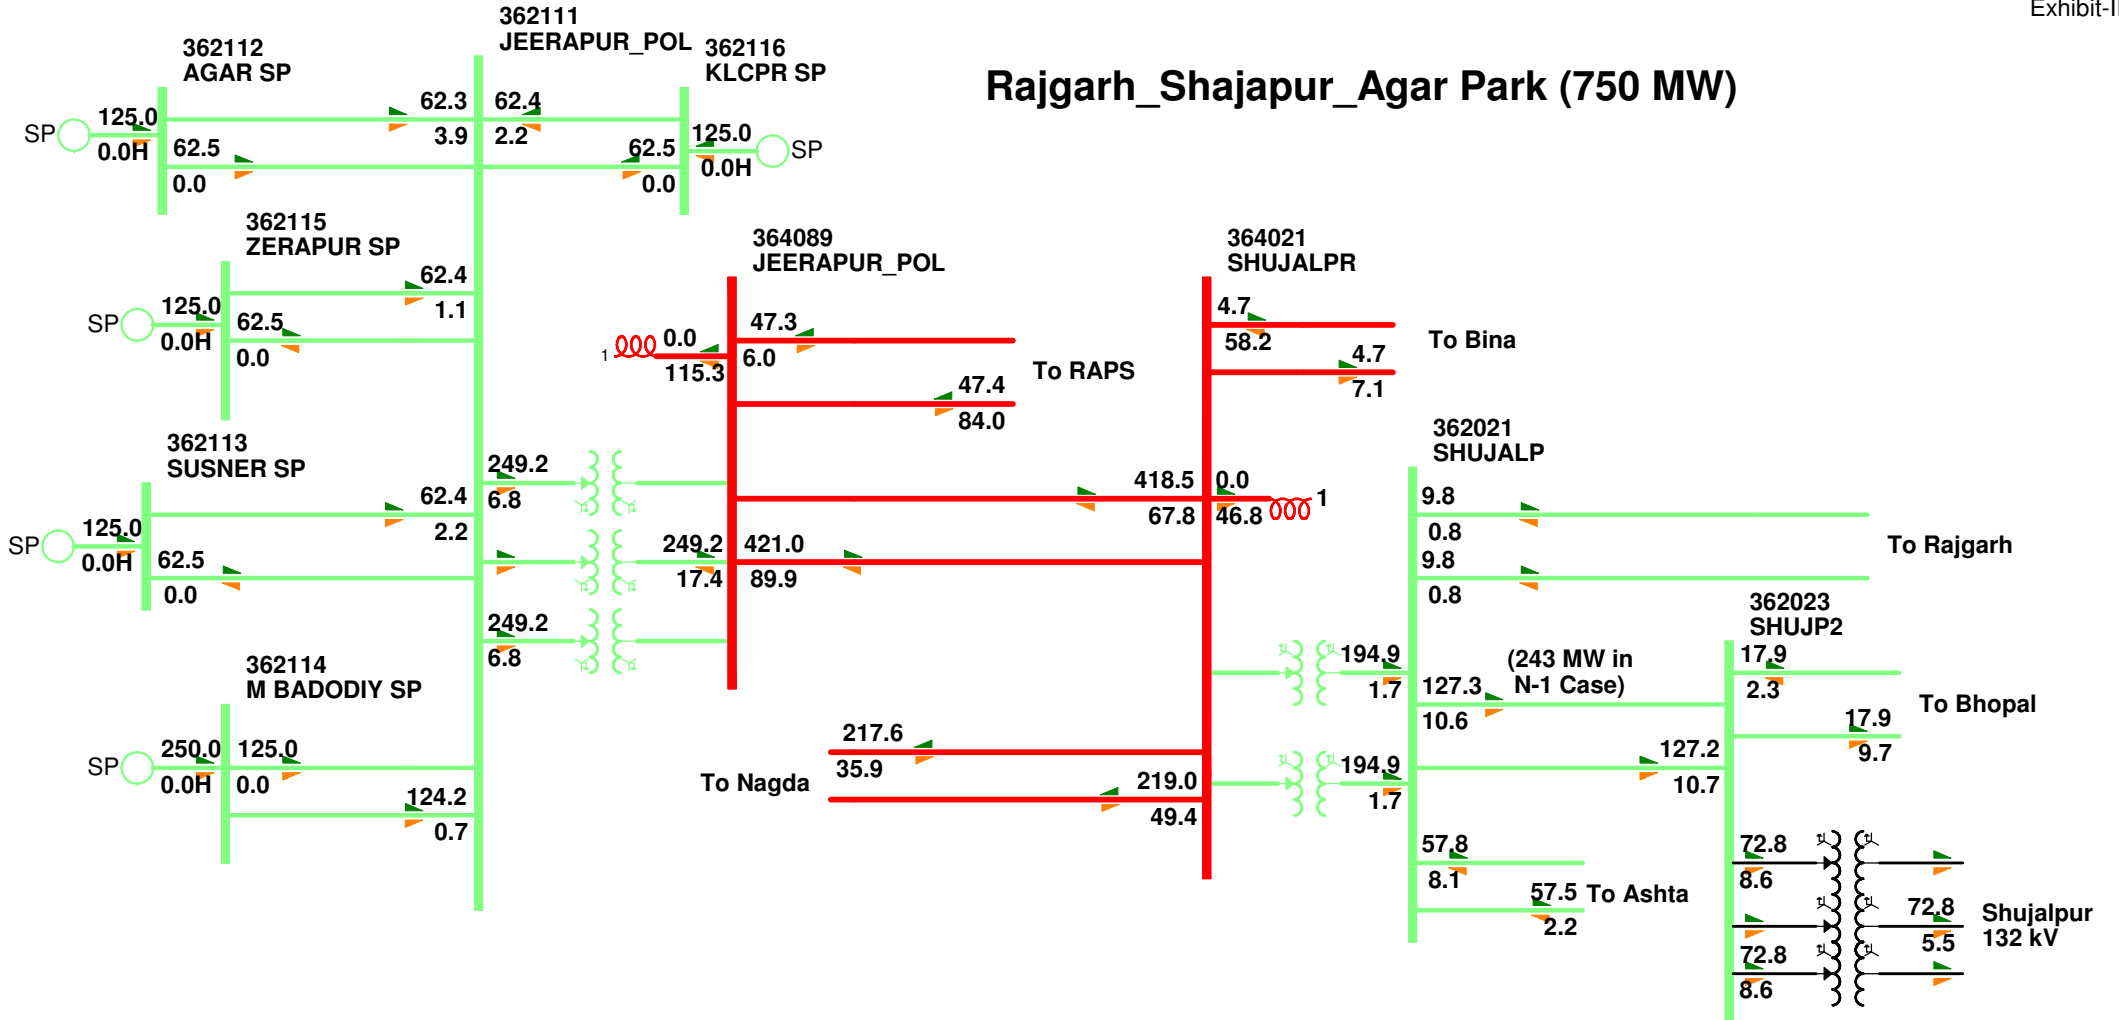 Exhibit-I
Rajgarh_Shajapur_Agar Park (750 MW)
362111
JEERAPUR_POL
362112
AGAR SP
362116
KLCPR SP
SP
125.0
0.0H
62.5
0.0
62.3
3.9
62.4
2.2
62.5
0.0
125.0
0.0H
SP
362115
ZERAPUR SP
SP
125.0
0.0H
62.5
0.0
62.4
1.1
362113
SUSNER SP
SP
125.0
0.0H
62.5
0.0
62.4
2.2
362114
M BADODIY SP
SP
250.0
0.0H
125.0
0.0
124.2
0.7
249.2
6.8
249.2
6.8
249.2
17.4
364089
JEERAPUR_POL
1
0.0
115.3
47.3
6.0
47.4
84.0
To RAPS
421.0
89.9
418.5
67.8
364021
SHUJALPR
4.7
58.2
4.7
7.1
To Bina
0.0
46.8
1
217.6
35.9
219.0
49.4
To Nagda
194.9
1.7
194.9
1.7
362021
SHUJALP
9.8
0.8
9.8
0.8
To Rajgarh
127.3
10.6
(243 MW in
N-1 Case)
127.2
10.7
57.8
8.1
57.5
2.2
To Ashta
362023
SHUJP2
17.9
2.3
17.9
9.7
To Bhopal
72.8
8.6
72.8
8.6
72.8
5.5
Shujalpur
132 kV